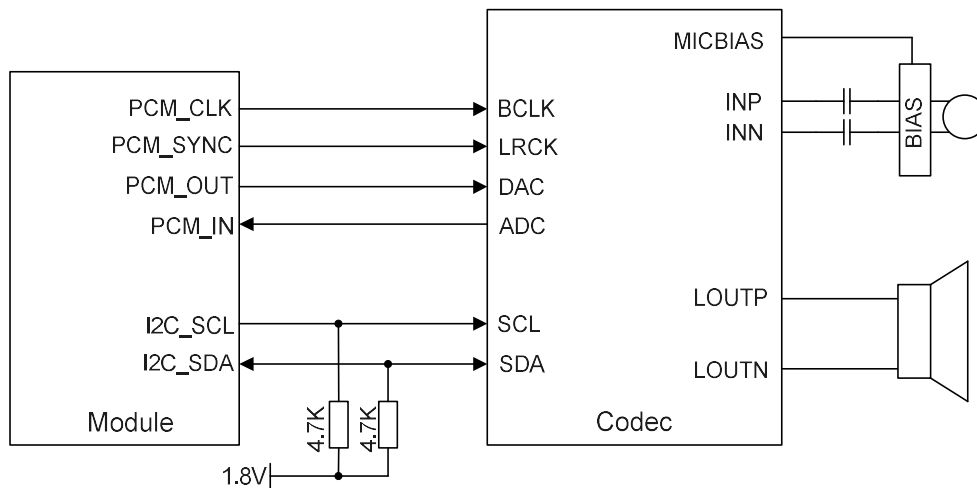 MICBIAS
PCM_CLK
BCLK
INP
PCM_SYNC
LRCK
INN
BIAS
PCM_OUT
DAC
PCM_IN
ADC
LOUTP
I2C_SCL
SCL
I2C_SDA
SDA
LOUTN
Module
4.7K
4.7K
Codec
1.8V